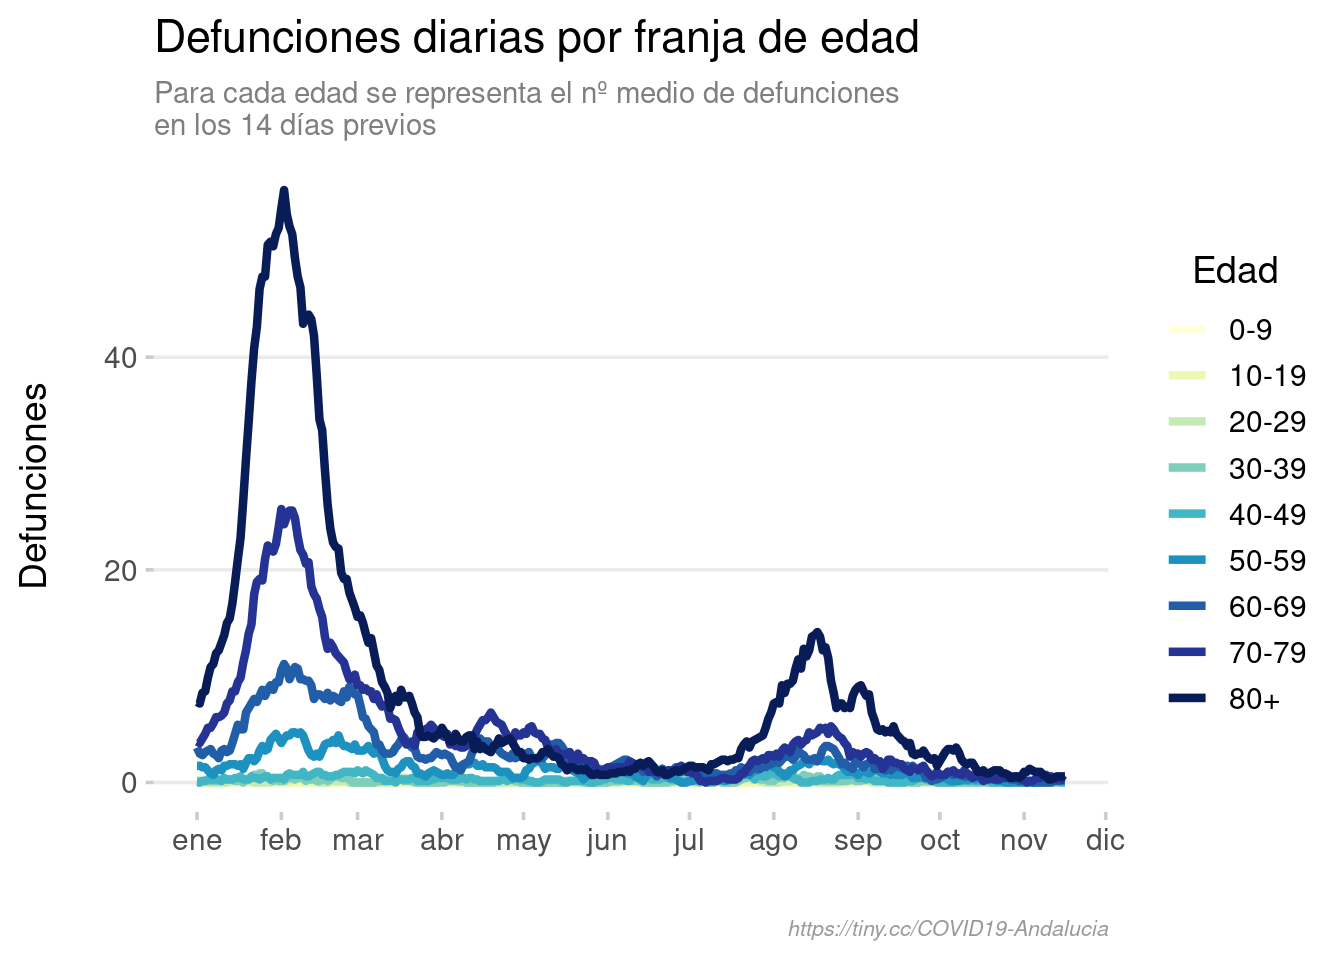 Defunciones diarias por franja de edad
Para cada edad se representa el nº medio de defunciones
en los 14 días previos
Defunciones
40
20
0
ene feb mar abr may jun jul ago sep oct nov dic
Edad
0-9
10-19
20-29
30-39
40-49
50-59
60-69
70-79
80+
https://tiny.cc/COVID19-Andalucia